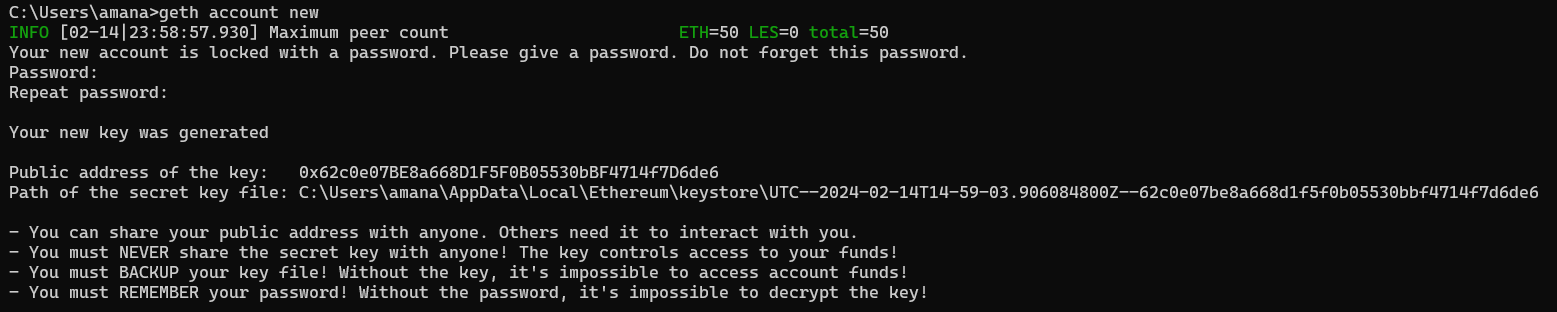 C:\Users\amana>geth account new
INFO [02-14|23:58:57.930] Maximum peer count                       ETH=50 LES=0 total=50
Your new account is locked with a password. Please give a password. Do not forget this password.
Password:
Repeat password:
Your new key was generated
Public address of the key:   0x62c0e07BE8a668D1F5F0B05530bBF4714f7D6de6
Path of the secret key file: C:\Users\amana\AppData\Local\Ethereum\keystore\UTC--2024-02-14T14-59-03.906084800Z--62c0e07be8a668d1f5f0b05530bbf4714f7d6de6
- You can share your public address with anyone. Others need it to interact with you.
- You must NEVER share the secret key with anyone! The key controls access to your funds!
- You must BACKUP your key file! Without the key, it's impossible to access account funds!
- You must REMEMBER your password! Without the password, it's impossible to decrypt the key!